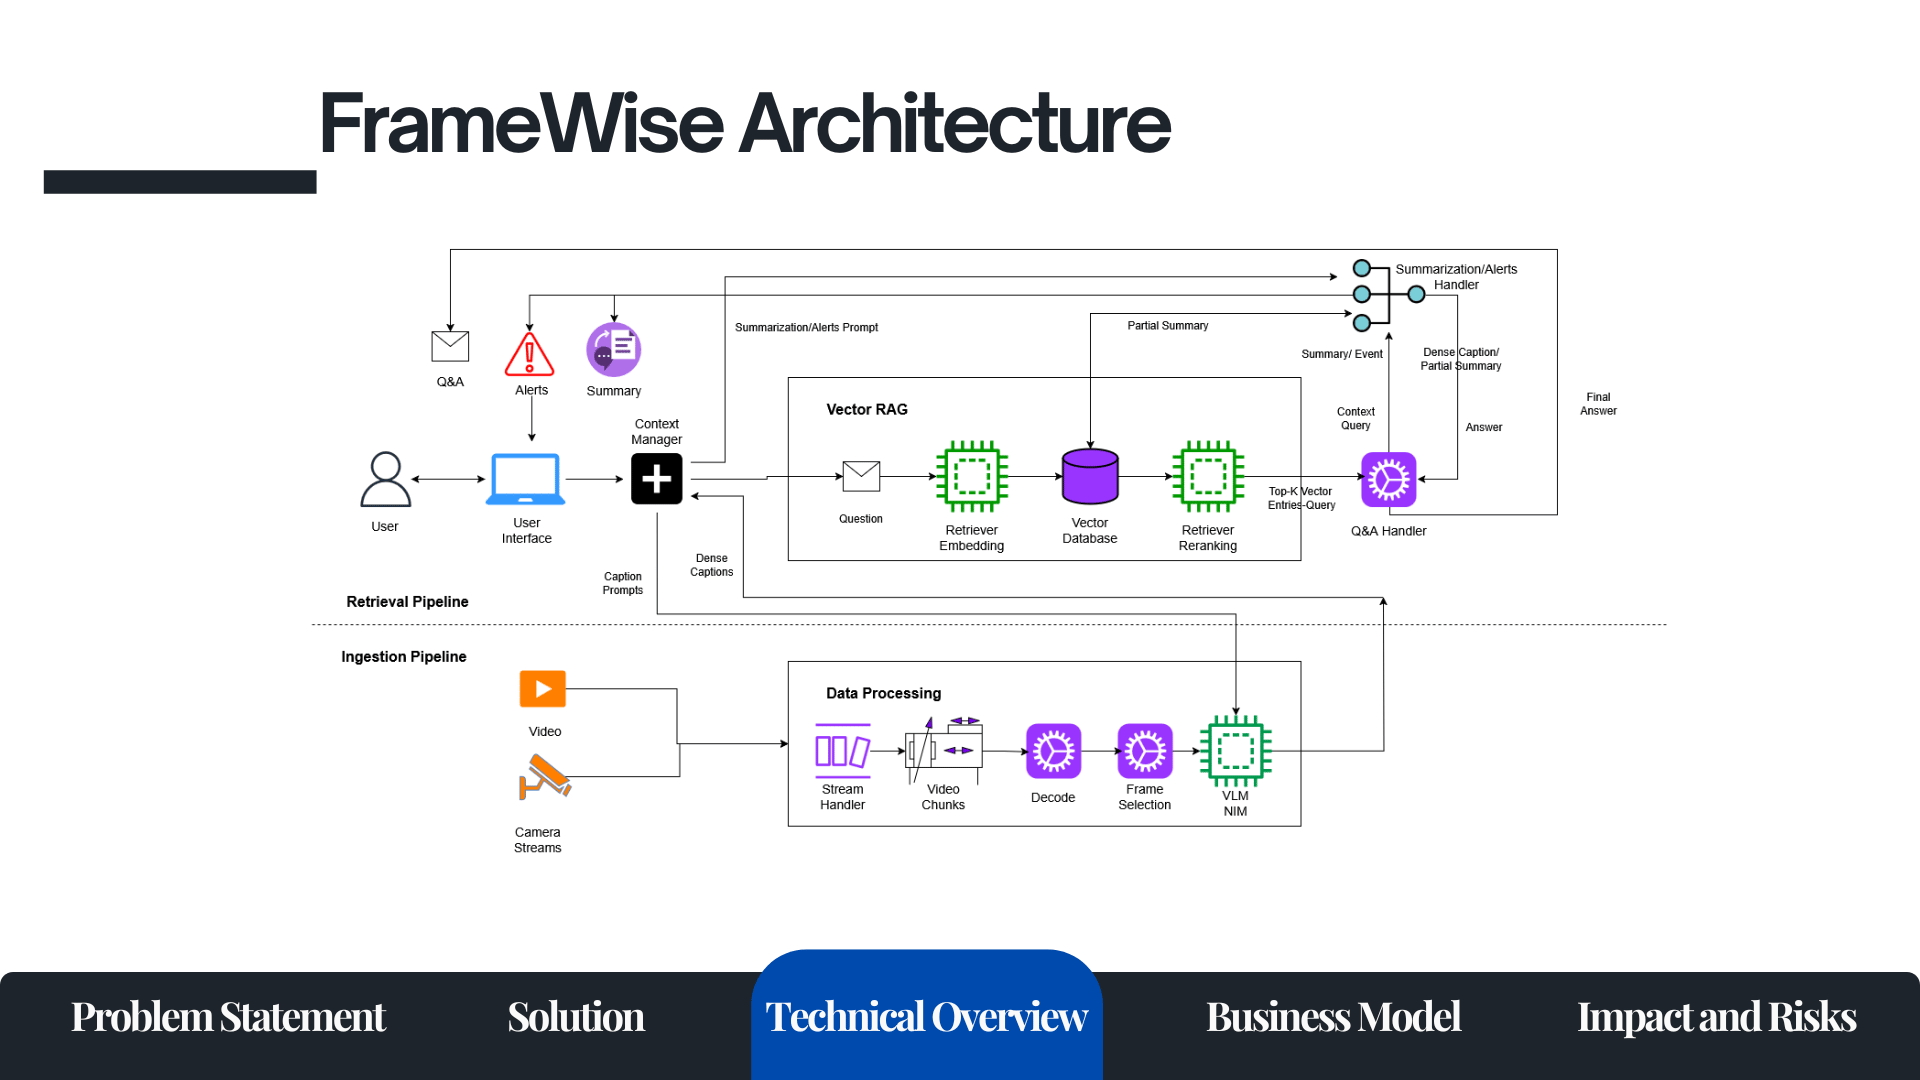 FrameWise Architecture
Summarization/Alerts
Handler
Summarization/Alerts Prompt
Partial Summary
Summary/ Event
Dense Caption/
Partial Summary
Q&A
Alerts
Summary
Final
Answer
Vector RAG
Context
Query
Answer
Context
Manager
User
User
Interface
Question
Retriever
Embedding
Vector
Database
Retriever
Reranking
Top-K Vector
Entries-Query
Q&A Handler
Dense
Captions
Caption
Prompts
Retrieval Pipeline
Ingestion Pipeline
Video
Camera
Streams
Data Processing
Stream
Handler
Video
Chunks
Decode
Frame
Selection
VLM
NIM
Problem Statement
Solution
Technical Overview
Business Model
Impact and Risks